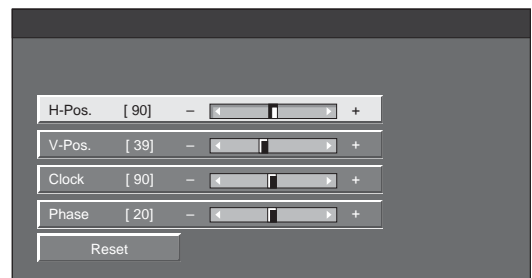 H-Pos. [ 90] – +
V-Pos. [ 39] – +
Clock [ 90] – +
Phase [ 20] – +
Reset